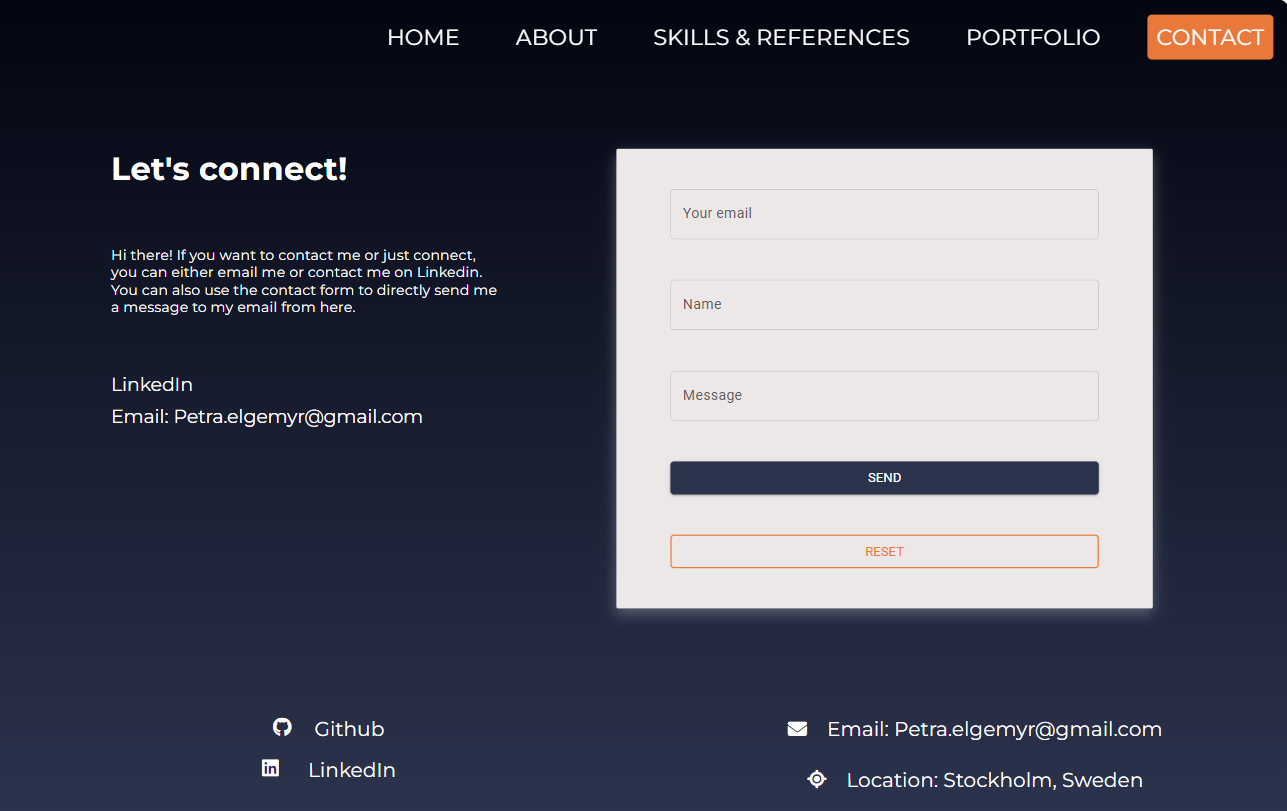 HOME ABOUT SKILLS & REFERENCES PORTFOLIO CONTACT
Let's connect!
Hi there! If you want to contact me or just connect,
you can either email me or contact me on Linkedin.
You can also use the contact form to directly send me
a message to my email from here.
LinkedIn
Email: Petra.elgemyr@gmail.com
Your email
Name
Message
SEND
RESET
Github
LinkedIn
Email: Petra.elgemyr@gmail.com
Location: Stockholm, Sweden